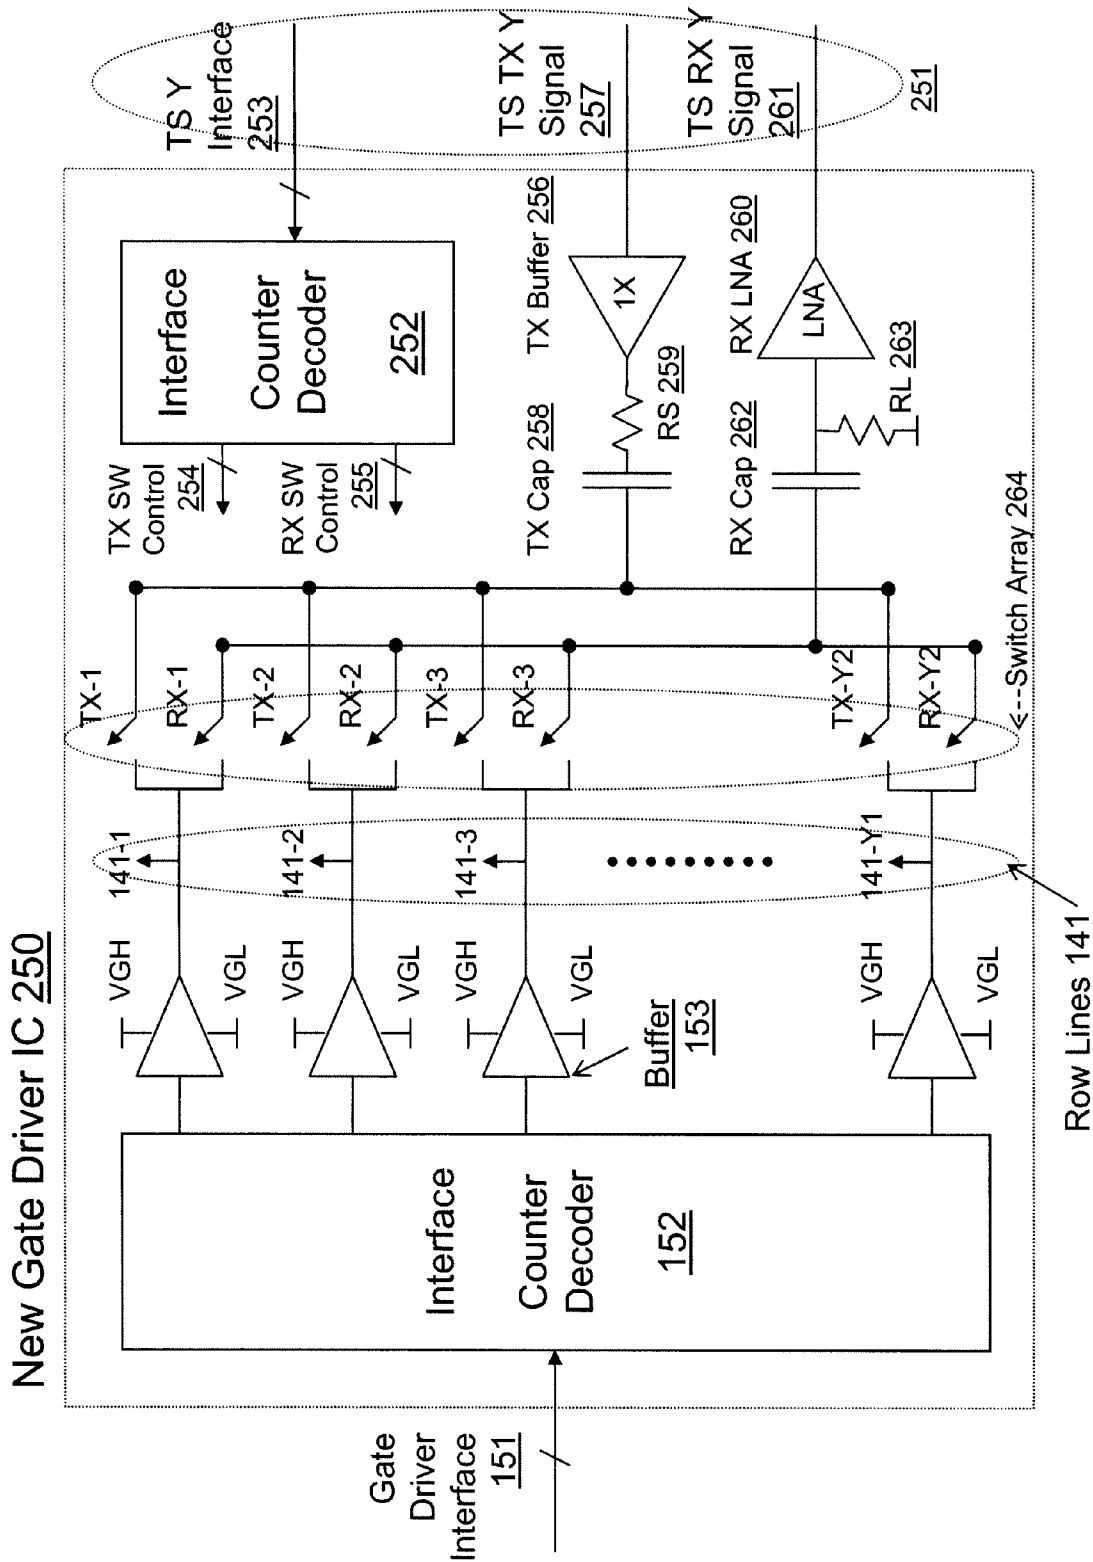 New Gate Driver IC 250
Gate
Driver
Interface
151
Interface
Counter
Decoder
152
VGH
VGL
VGH
VGL
VGH
VGL
VGH
VGL
Buffer
153
141-1
141-2
141-3
141-Y1
Row Lines 141
TX-1
RX-1
TX-2
RX-2
TX-3
RX-3
TX-Y2
RX-Y2
Switch Array 264
TX SW
Control
254
RX SW
Control
255
Interface
Counter
Decoder
252
TX Cap 258
RS 259
TX Buffer 256
1X
RX Cap 262
RL 263
RX LNA 260
LNA
TS Y
Interface
253
TS TX Y
Signal
257
TS RX Y
Signal
261
251